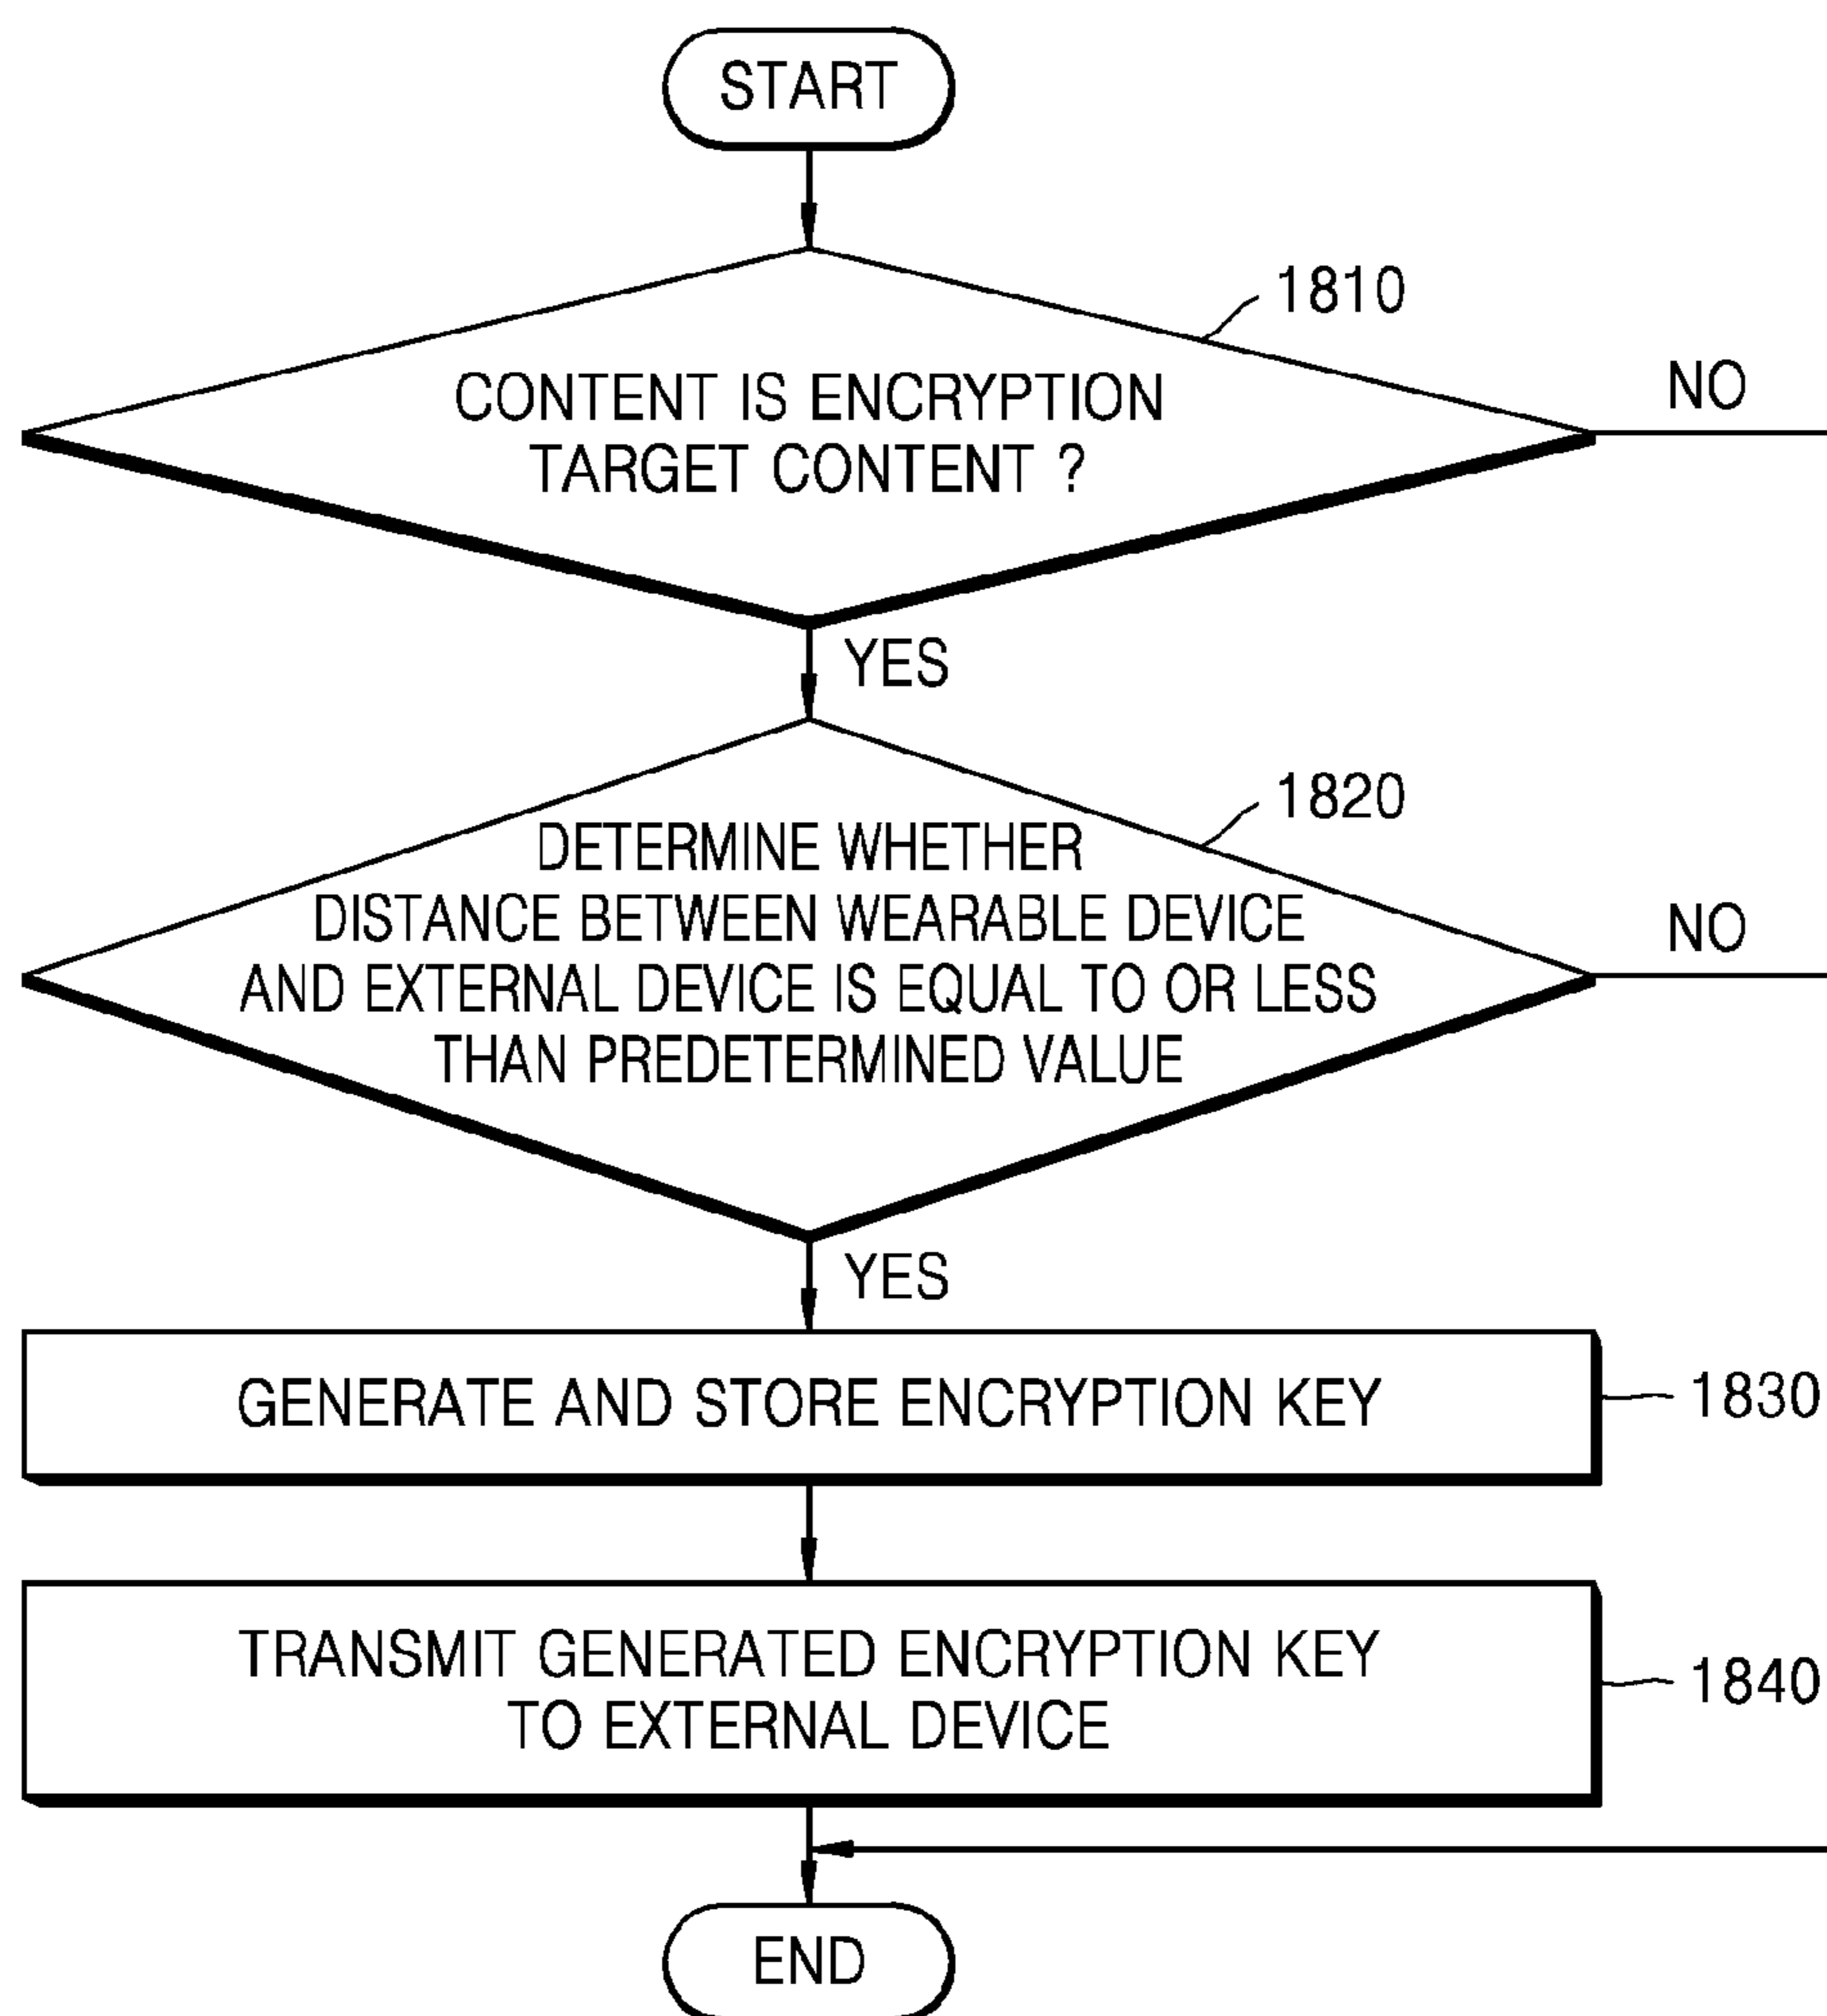 START
1810
CONTENT IS ENCRYPTION
TARGET CONTENT ?
NO
YES
1820
DETERMINE WHETHER
DISTANCE BETWEEN WEARABLE DEVICE
AND EXTERNAL DEVICE IS EQUAL TO OR LESS
THAN PREDETERMINED VALUE
NO
YES
GENERATE AND STORE ENCRYPTION KEY
1830
TRANSMIT GENERATED ENCRYPTION KEY
TO EXTERNAL DEVICE
1840
END